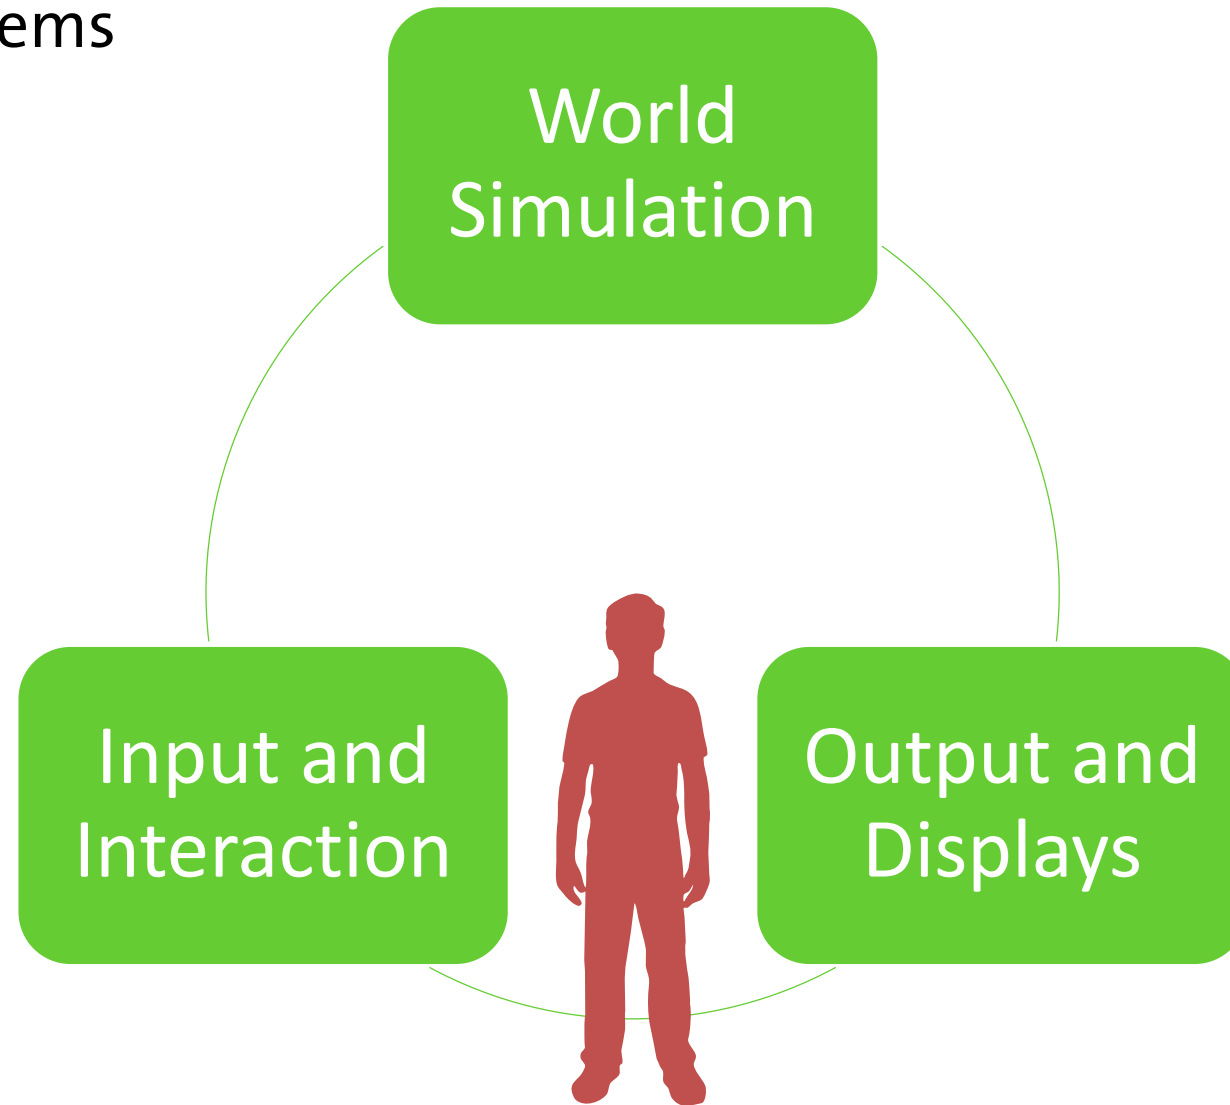 ems
World
Simulation
Input and
Interaction
Output and
Displays